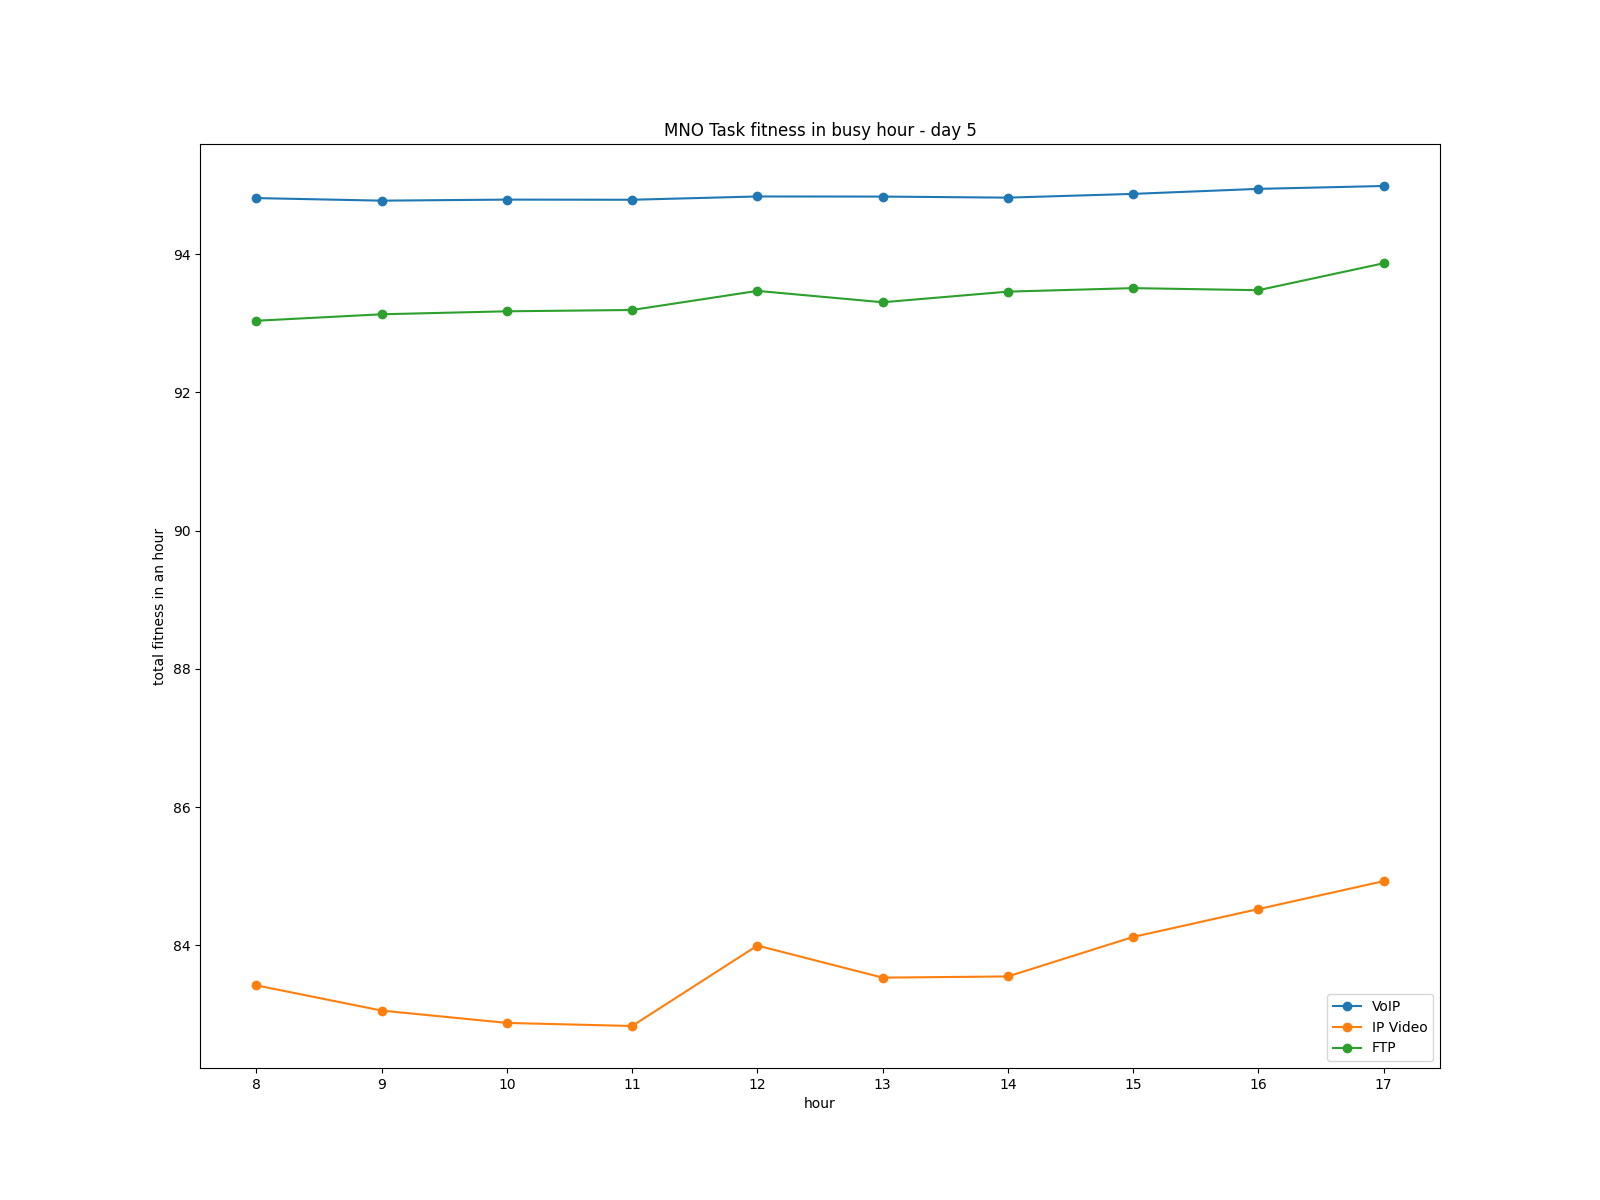 MNO Task fitness in busy hour - day 5
total fitness in an hour
94
92
90
88
86
84
8 9 10 11 12 13 14 15 16 17
hour
VoIP
IP Video
FTP